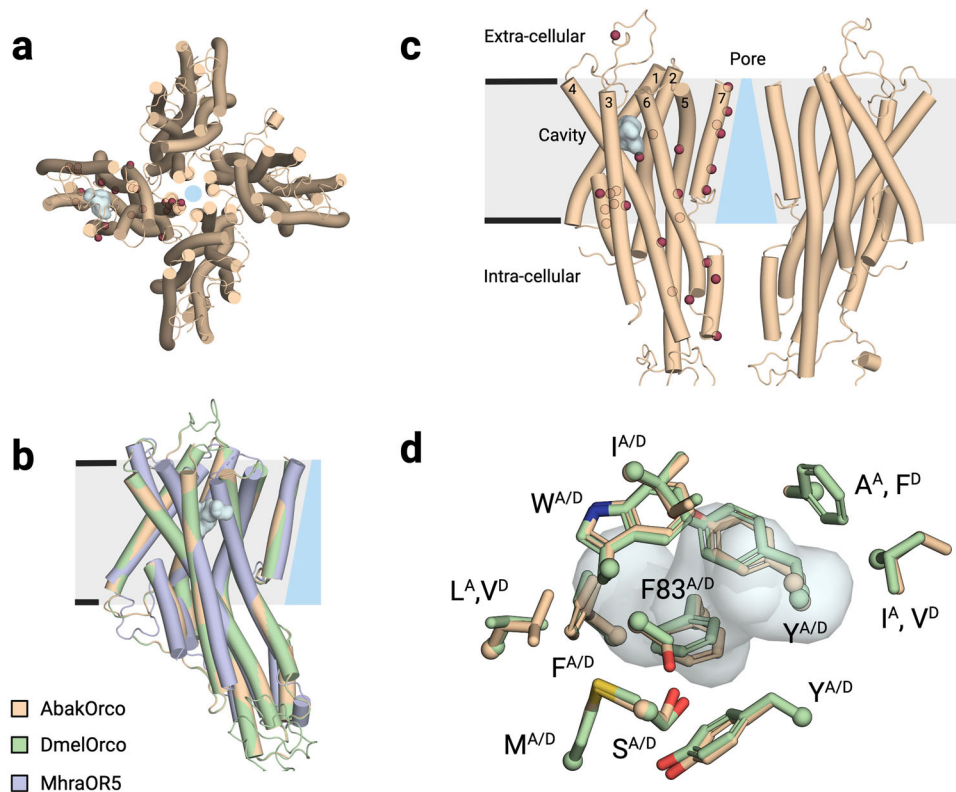 a
b
AbakOrco
DmelOrco
MhraOR5
c
Extra-cellular
Pore
4 3 1 2 6 5 7
Cavity
Intra-cellular
d
I^A/D
W^A/D
A^A, F^D
L^A,V^D
F83^A/D
I^A, V^D
Y^A/D
F^A/D
Y^A/D
M^A/D
S^A/D